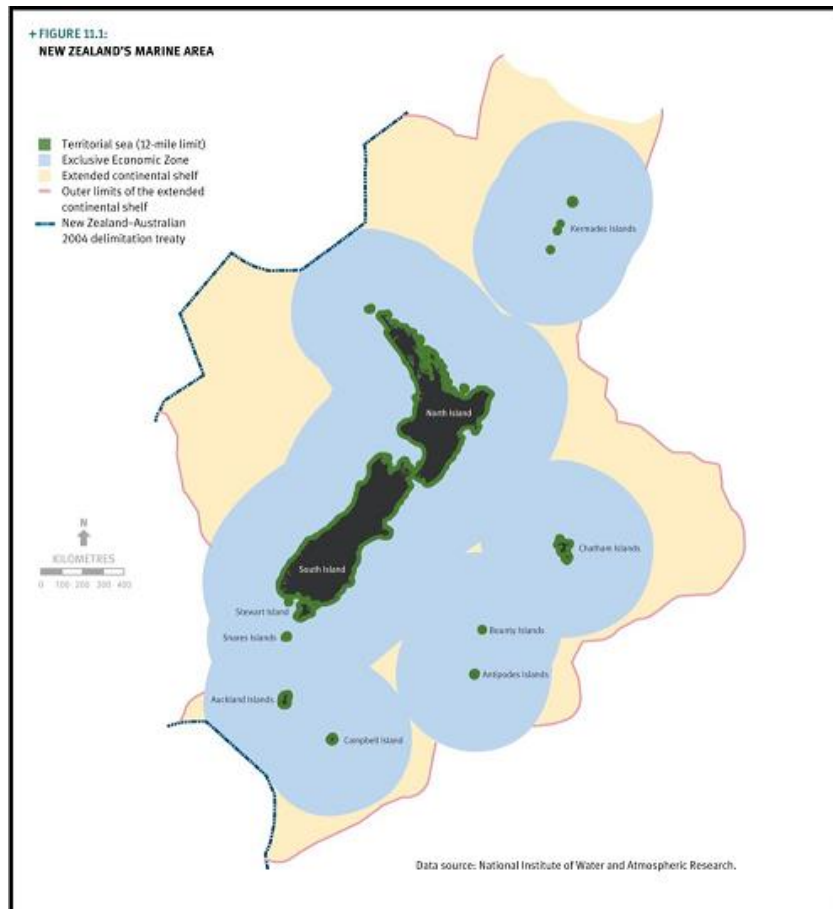 + FIGURE 11.1:
NEW ZEALAND'S MARINE AREA
Territorial sea (12-mile limit)
Exclusive Economic Zone
Extended continental shelf
Outer limits of the extended
continental shelf
New Zealand–Australian
2004 delimitation treaty
Kermadec Islands
North Island
N
KILOMETRES
0 100 200 300 400
Chatham Islands
South Island
Stewart Island
Bounty Islands
Snares Islands
Antipodes Islands
Auckland Islands
Campbell Island
Data source: National Institute of Water and Atmospheric Research.